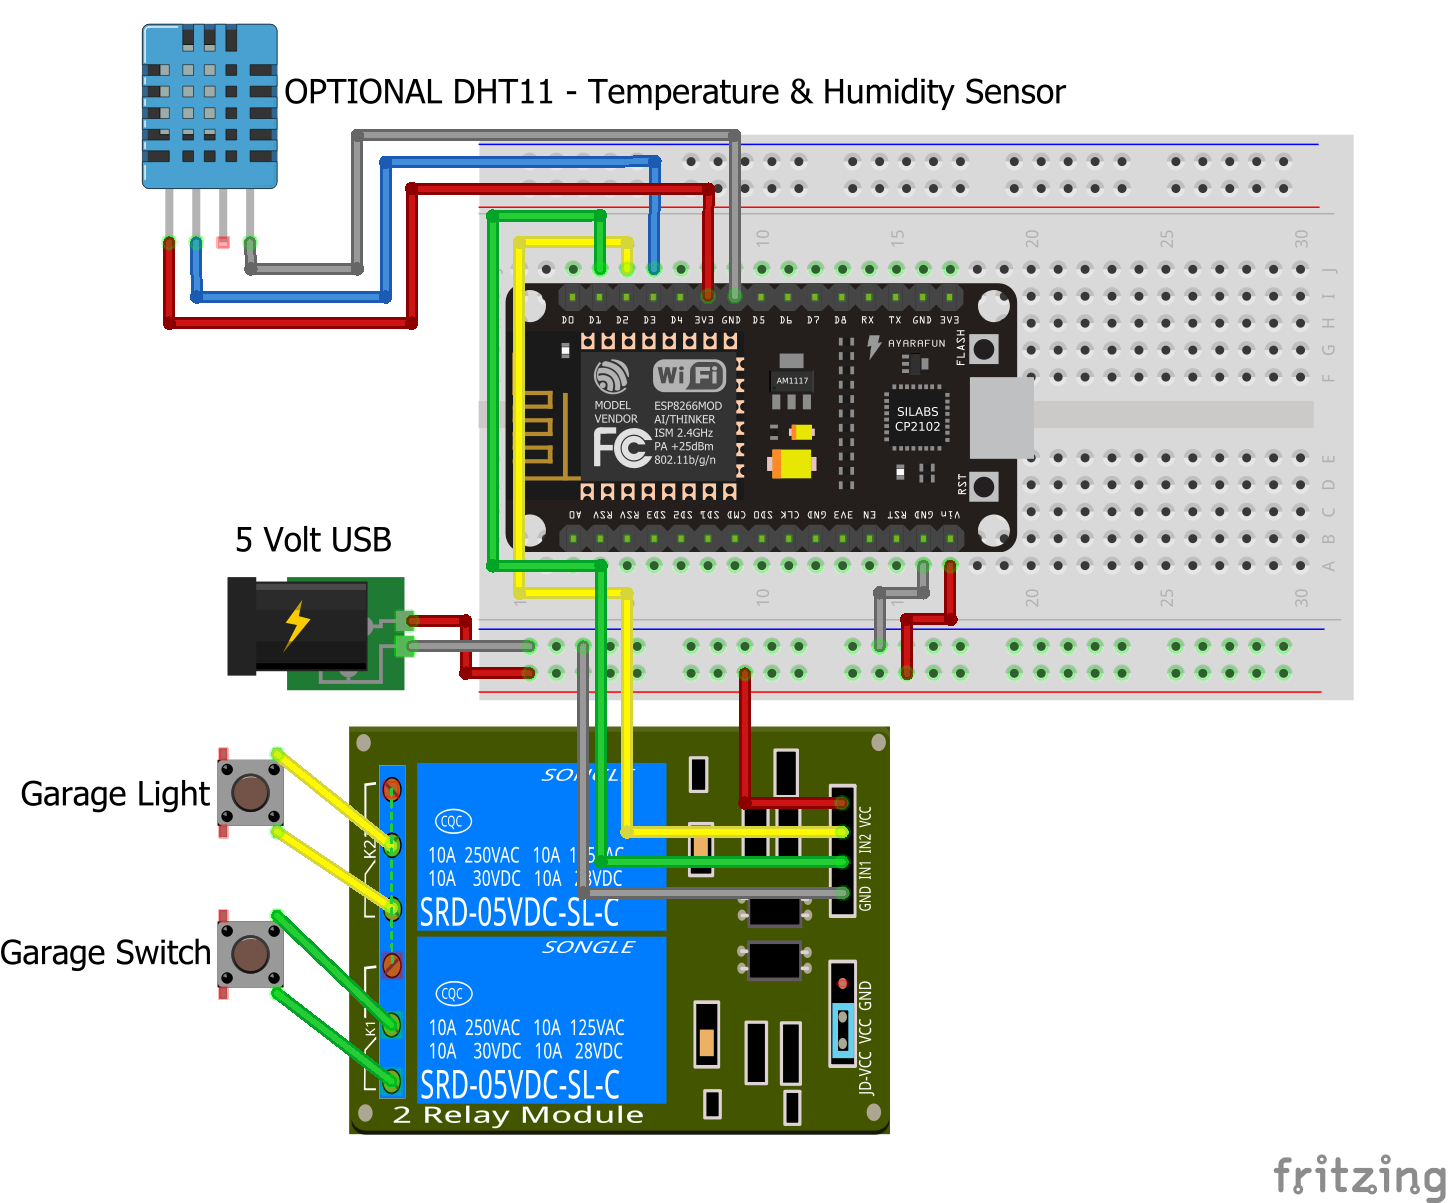 OPTIONAL DHT11 - Temperature & Humidity Sensor
10 15 20 25 30
J
I
H
G
F
D0 D1 D2 D3 D4 3V3 GND D5 D6 D7 D8 RX TX GND 3V3
AYARAFUN
FLASH
WiFi
MODEL
VENDOR
ESP8266MOD
AI/THINKER
ISM 2.4GHz
PA +25dBm
802.11b/g/n
FC
AM1117
SILABS
CP2102
RST
A0 RSV RSV SD3 SD2 SD1 CMD SD0 CLK GND 3V3 EN RST GND Vin
E
D
C
B
A
1 10 1 20 25 30
5 Volt USB
Garage Light
Garage Switch
K2
K1
SONGLE
CQC
10A 250VAC 10A 125VAC
10A 30VDC 10A 28VDC
SRD-05VDC-SL-C
SONGLE
CQC
10A 250VAC 10A 125VAC
10A 30VDC 10A 28VDC
SRD-05VDC-SL-C
GND IN1 IN2 VCC
JD-VCC VCC GND
2 Relay Module
fritzing